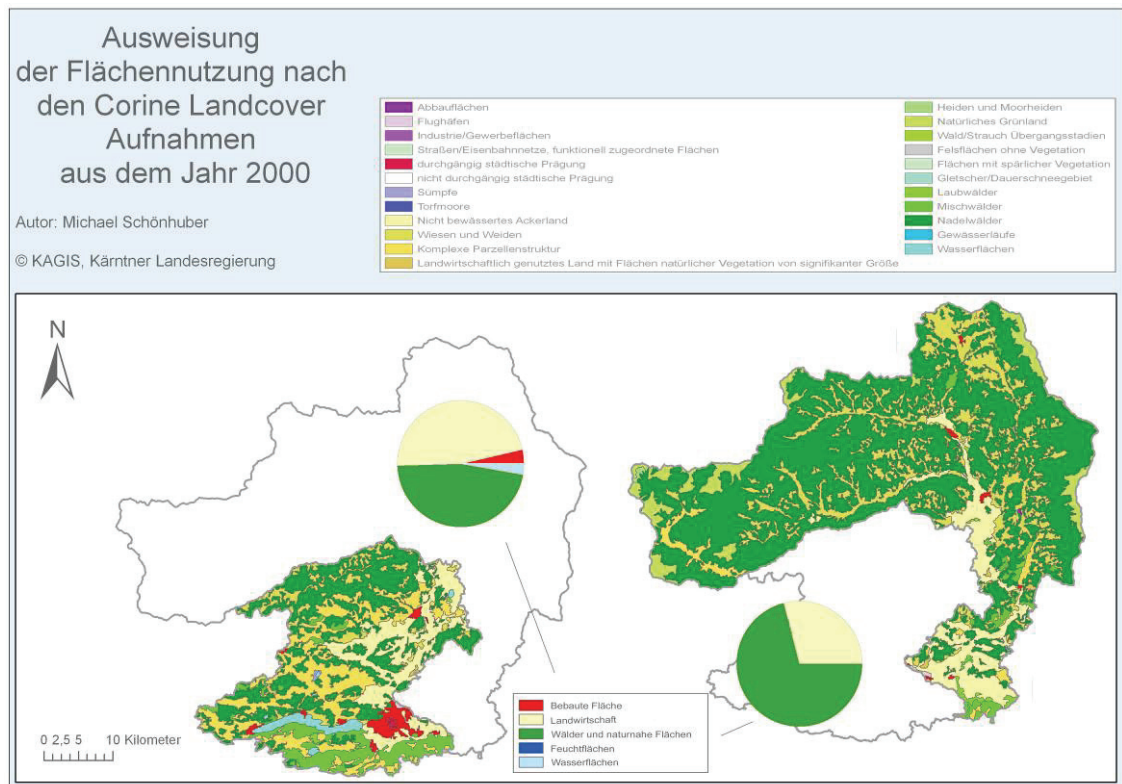 Ausweisung
der Flächennutzung nach
den Corine Landcover
Aufnahmen
aus dem Jahr 2000
Autor: Michael Schönhuber
© KAGIS, Kärntner Landesregierung
Abbauflächen
Flughäfen
Industrie/Gewerbeflächen
Straßen/Eisenbahnnetze, funktionell zugeordnete Flächen
durchgängig städtische Prägung
nicht durchgängig städtische Prägung
Sümpfe
Torfmoore
Nicht bewässertes Ackerland
Wiesen und Weiden
Komplexe Parzellenstruktur
Landwirtschaftlich genutztes Land mit Flächen natürlicher Vegetation von signifikanter Größe
Heiden und Moorheiden
Natürliches Grünland
Wald/Strauch Übergangsstadien
Felsflächen ohne Vegetation
Flächen mit spärlicher Vegetation
Gletscher/Dauerschneegebiet
Laubwälder
Mischwälder
Nadelwälder
Gewässerläufe
Wasserflächen
N
0 2,5 5 10 Kilometer
Bebaute Fläche
Landwirtschaft
Wälder und naturnahe Flächen
Feuchtflächen
Wasserflächen